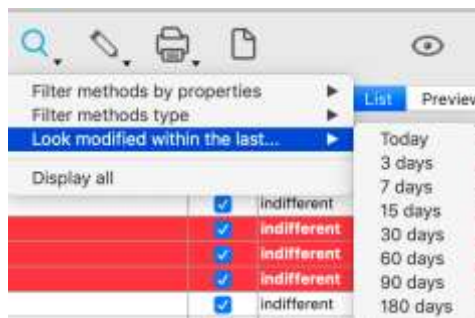 Filter methods by properties
Filter methods type
Look modified within the last...
Display all
List
Preview
Today
3 days
7 days
15 days
30 days
60 days
90 days
180 days
indifferent
indifferent
indifferent
indifferent
indifferent